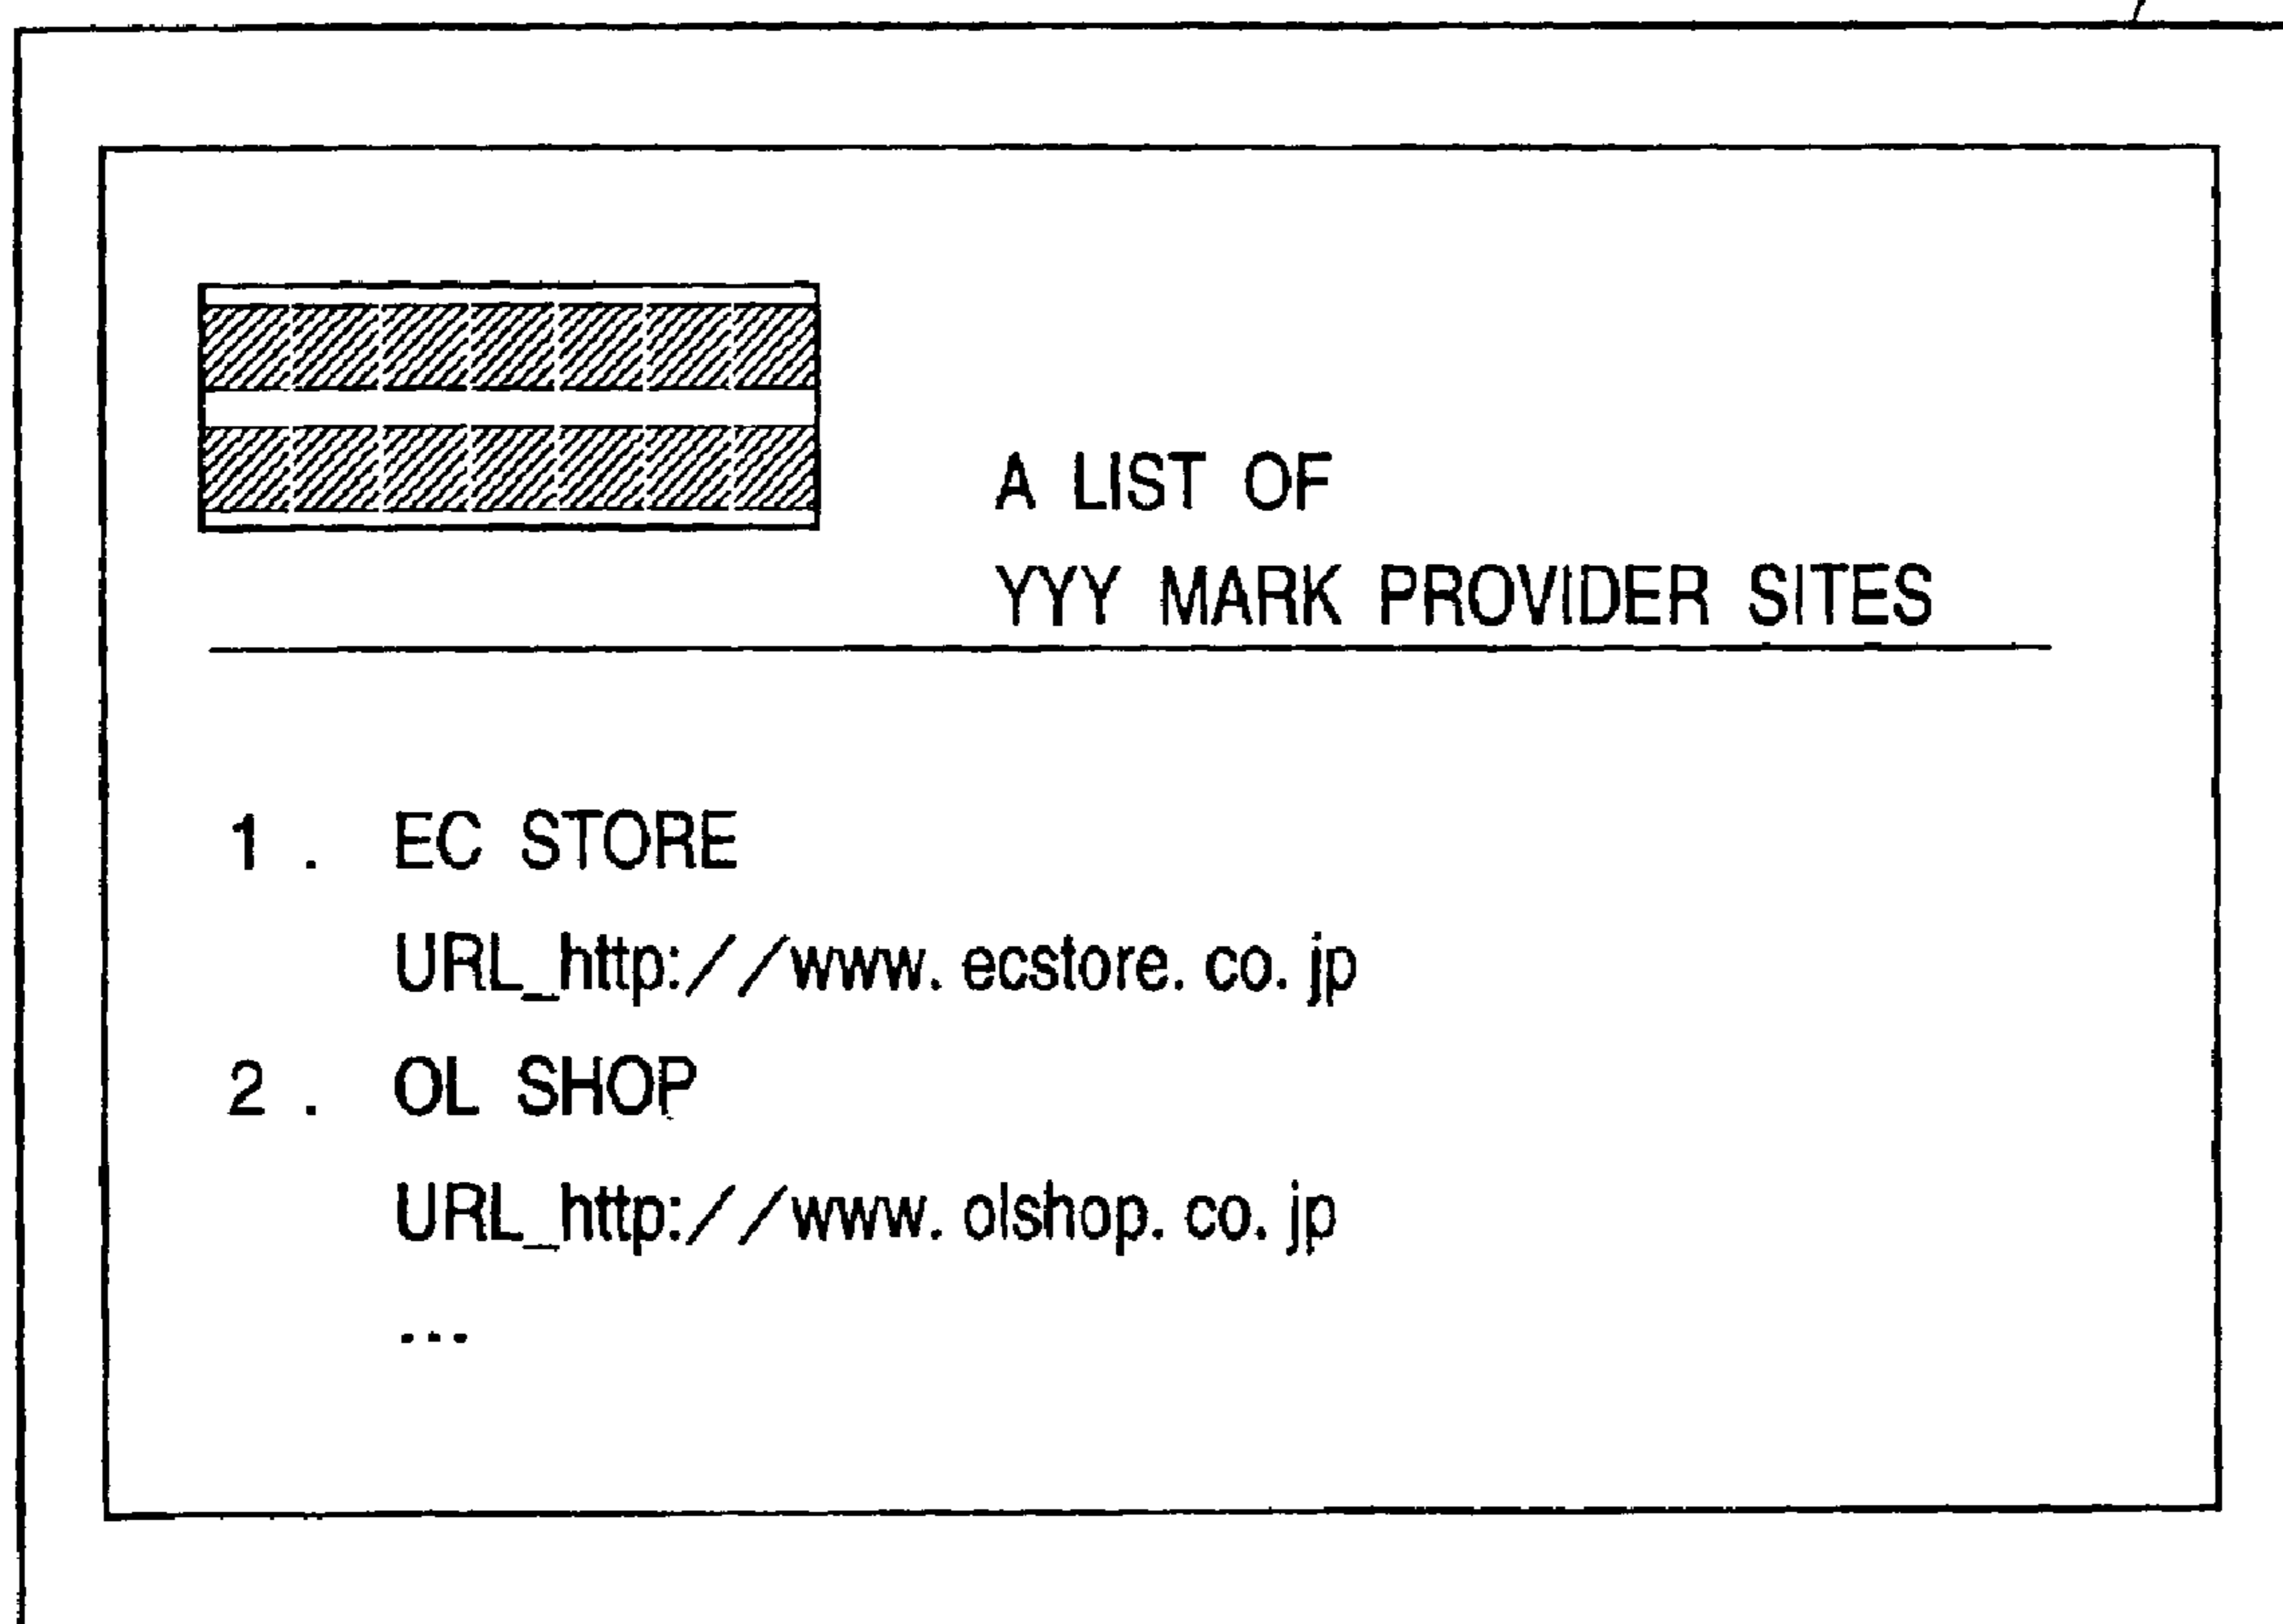 A LIST OF
YYY MARK PROVIDER SITES
1. EC STORE
URL_http://www.ecstore.co.jp
2. OL SHOP
URL_http://www.olshop.co.jp
...